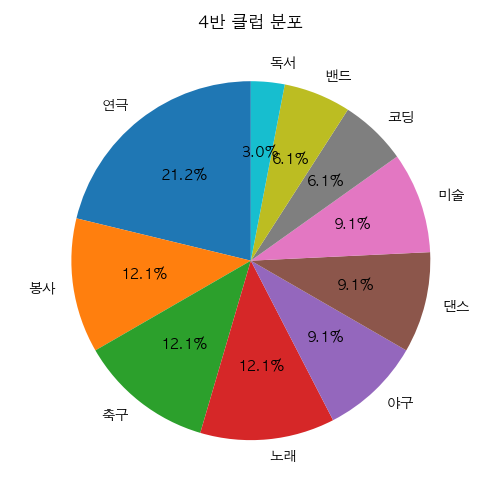 4반 클럽 분포
연극
21.2%
봉사
12.1%
축구
12.1%
노래
12.1%
야구
9.1%
댄스
9.1%
미술
9.1%
코딩
6.1%
밴드
6.1%
독서
3.0%